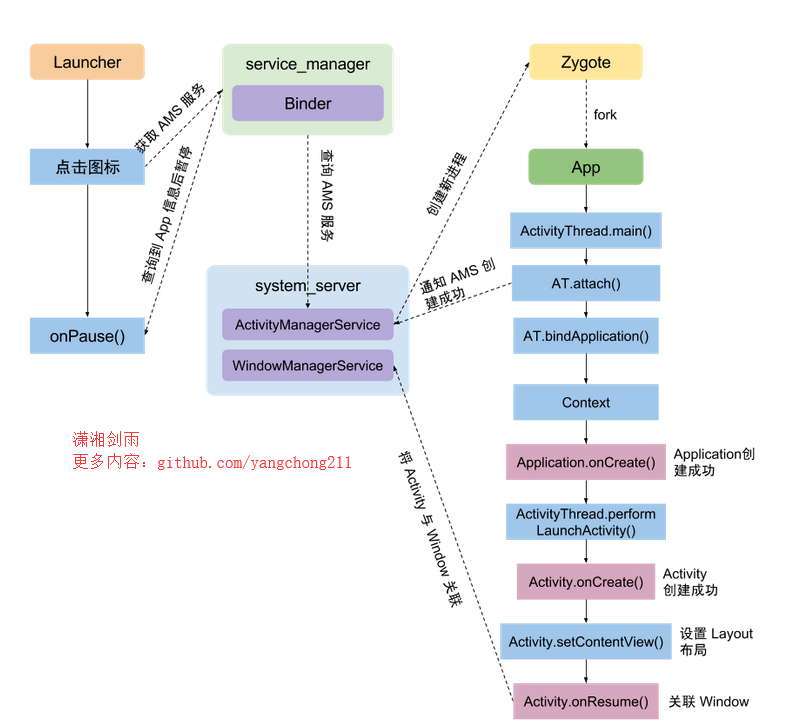 Launcher
点击图标
onPause()
获取 AMS 服务
查询到 App 信息后暂停
service_manager
Binder
查询 AMS 服务
system_server
ActivityManagerService
WindowManagerService
创建新进程
通知 AMS 创
建成功
将 Activity 与 Window 关联
Zygote
fork
App
ActivityThread.main()
AT.attach()
AT.bindApplication()
Context
Application.onCreate()
Application创
建成功
ActivityThread.perform
LaunchActivity()
Activity.onCreate()
Activity
创建成功
Activity.setContentView()
设置 Layout
布局
Activity.onResume()
关联 Window
潇湘剑雨
更多内容：github.com/yangchong211